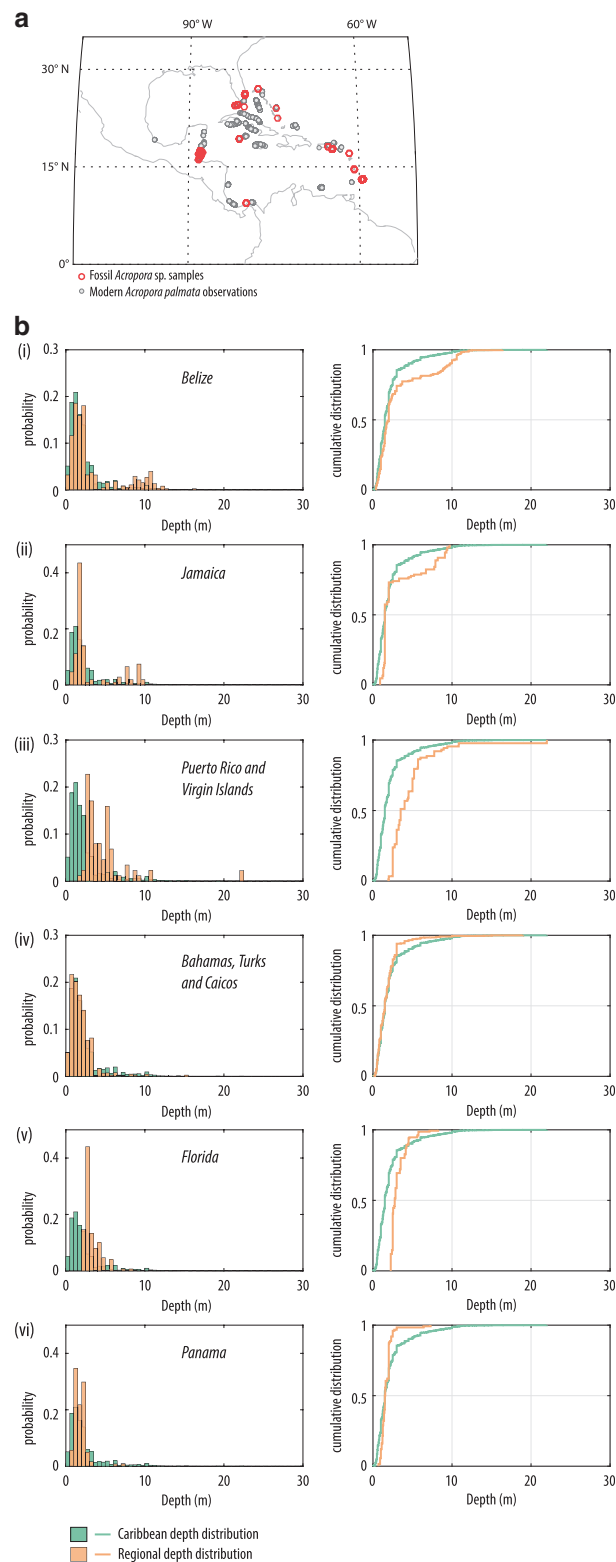 a
90° W
60° W
30° N
15° N
0°
Fossil Acropora sp. samples
Modern Acropora palmata observations
b
(i)
0.3
0.2
0.1
0
probability
Belize
0
10
20
30
Depth (m)
1
0.5
0
cumulative distribution
0
10
20
30
Depth (m)
(ii)
0.4
0.2
0
probability
Jamaica
0
10
20
30
Depth (m)
1
0.5
0
cumulative distribution
0
10
20
30
Depth (m)
(iii)
0.3
0.2
0.1
0
probability
Puerto Rico and
Virgin Islands
0
10
20
30
Depth (m)
1
0.5
0
cumulative distribution
0
10
20
30
Depth (m)
(iv)
0.3
0.2
0.1
0
probability
Bahamas, Turks
and Caicos
0
10
20
30
Depth (m)
1
0.5
0
cumulative distribution
0
10
20
30
Depth (m)
(v)
0.4
0.2
0
probability
Florida
0
10
20
30
Depth (m)
1
0.5
0
cumulative distribution
0
10
20
30
Depth (m)
(vi)
0.4
0.2
0
probability
Panama
0
10
20
30
Depth (m)
1
0.5
0
cumulative distribution
0
10
20
30
Depth (m)
Caribbean depth distribution
Regional depth distribution